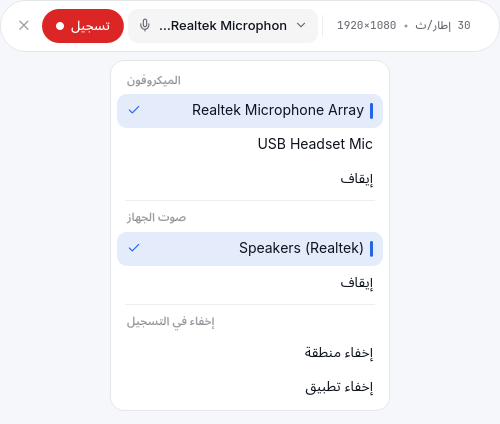 30 إطار/ث • 1920×1080
Realtek Microphon...
تسجيل
الميكروفون
Realtek Microphone Array
USB Headset Mic
إيقاف
صوت الجهاز
Speakers (Realtek)
إيقاف
إخفاء في التسجيل
إخفاء منطقة
إخفاء تطبيق